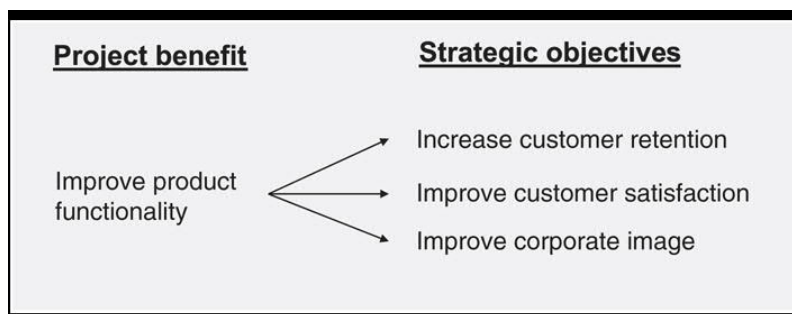 Project benefit
Strategic objectives
Increase customer retention
Improve product
functionality
Improve customer satisfaction
Improve corporate image